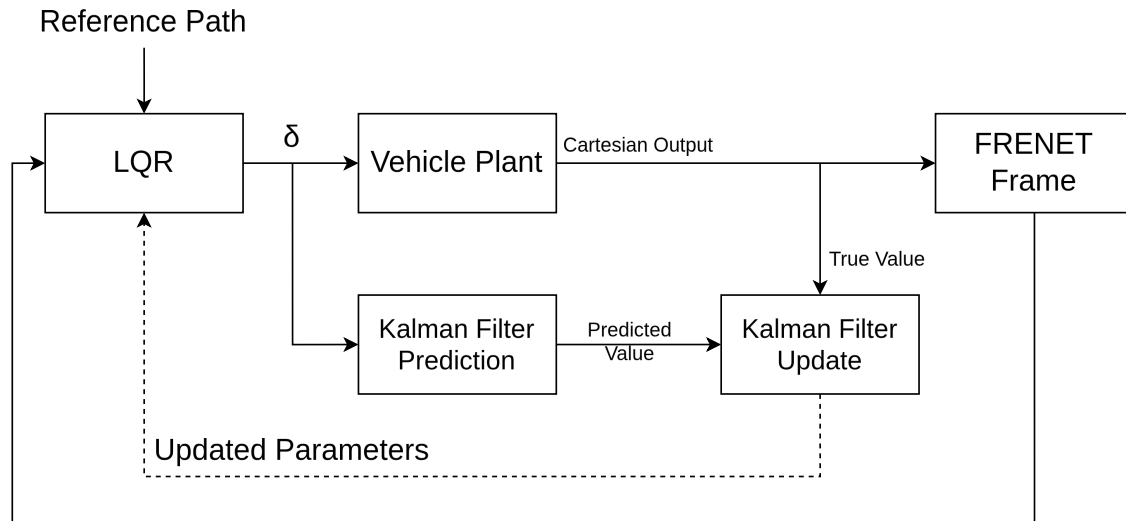 Reference Path
LQR
δ
Vehicle Plant
Cartesian Output
FRENET
Frame
True Value
Kalman Filter
Prediction
Predicted
Value
Kalman Filter
Update
Updated Parameters